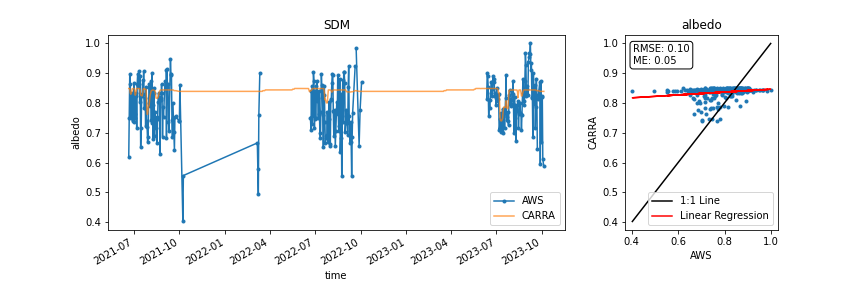 SDM
albedo
1.0
0.9
0.8
0.7
0.6
0.5
0.4
albedo
AWS
CARRA
2021-07
2021-10
2022-01
2022-04
2022-07
2022-10
2023-01
2023-04
2023-07
2023-10
time
RMSE: 0.10
ME: 0.05
1.0
0.9
0.8
0.7
0.6
0.5
0.4
CARRA
1:1 Line
Linear Regression
0.4
0.6
0.8
1.0
AWS